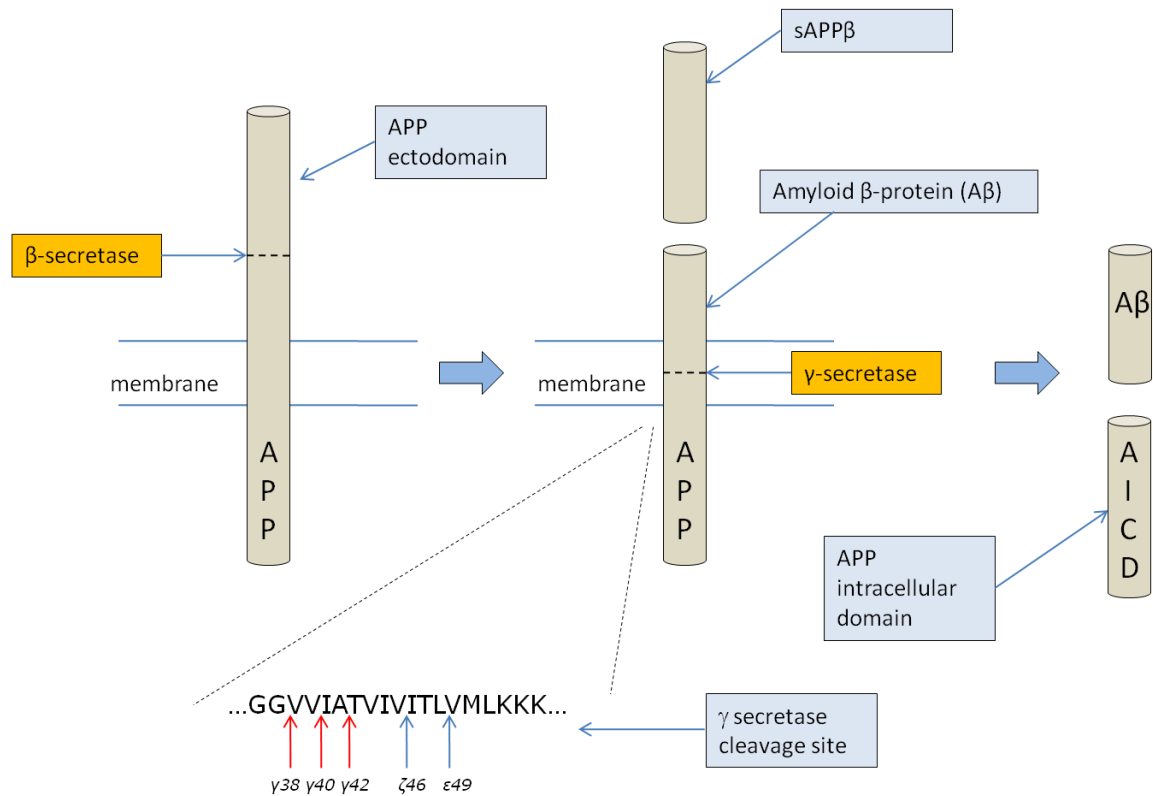 sAPPβ
APP
ectodomain
Amyloid β-protein (Aβ)
β-secretase
Aβ
membrane
membrane
γ-secretase
A
P
P
A
P
P
A
I
C
D
APP
intracellular
domain
...GGVVIATVIVITLVMLKKK...
γ secretase
cleavage site
γ38 γ40 γ42 ζ46 ε49